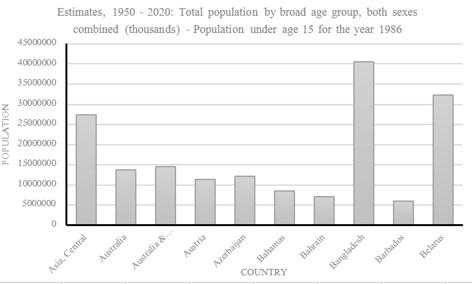 Estimates, 1950 - 2020: Total population by broad age group, both sexes
combined (thousands) - Population under age 15 for the year 1986
45000000
40000000
35000000
30000000
25000000
20000000
15000000
10000000
5000000
0
POPULATION
Asia, Central
Australia
Australia &...
Austria
Azerbaijan
Bahamas
Bahrain
Bangladesh
Barbados
Belarus
COUNTRY